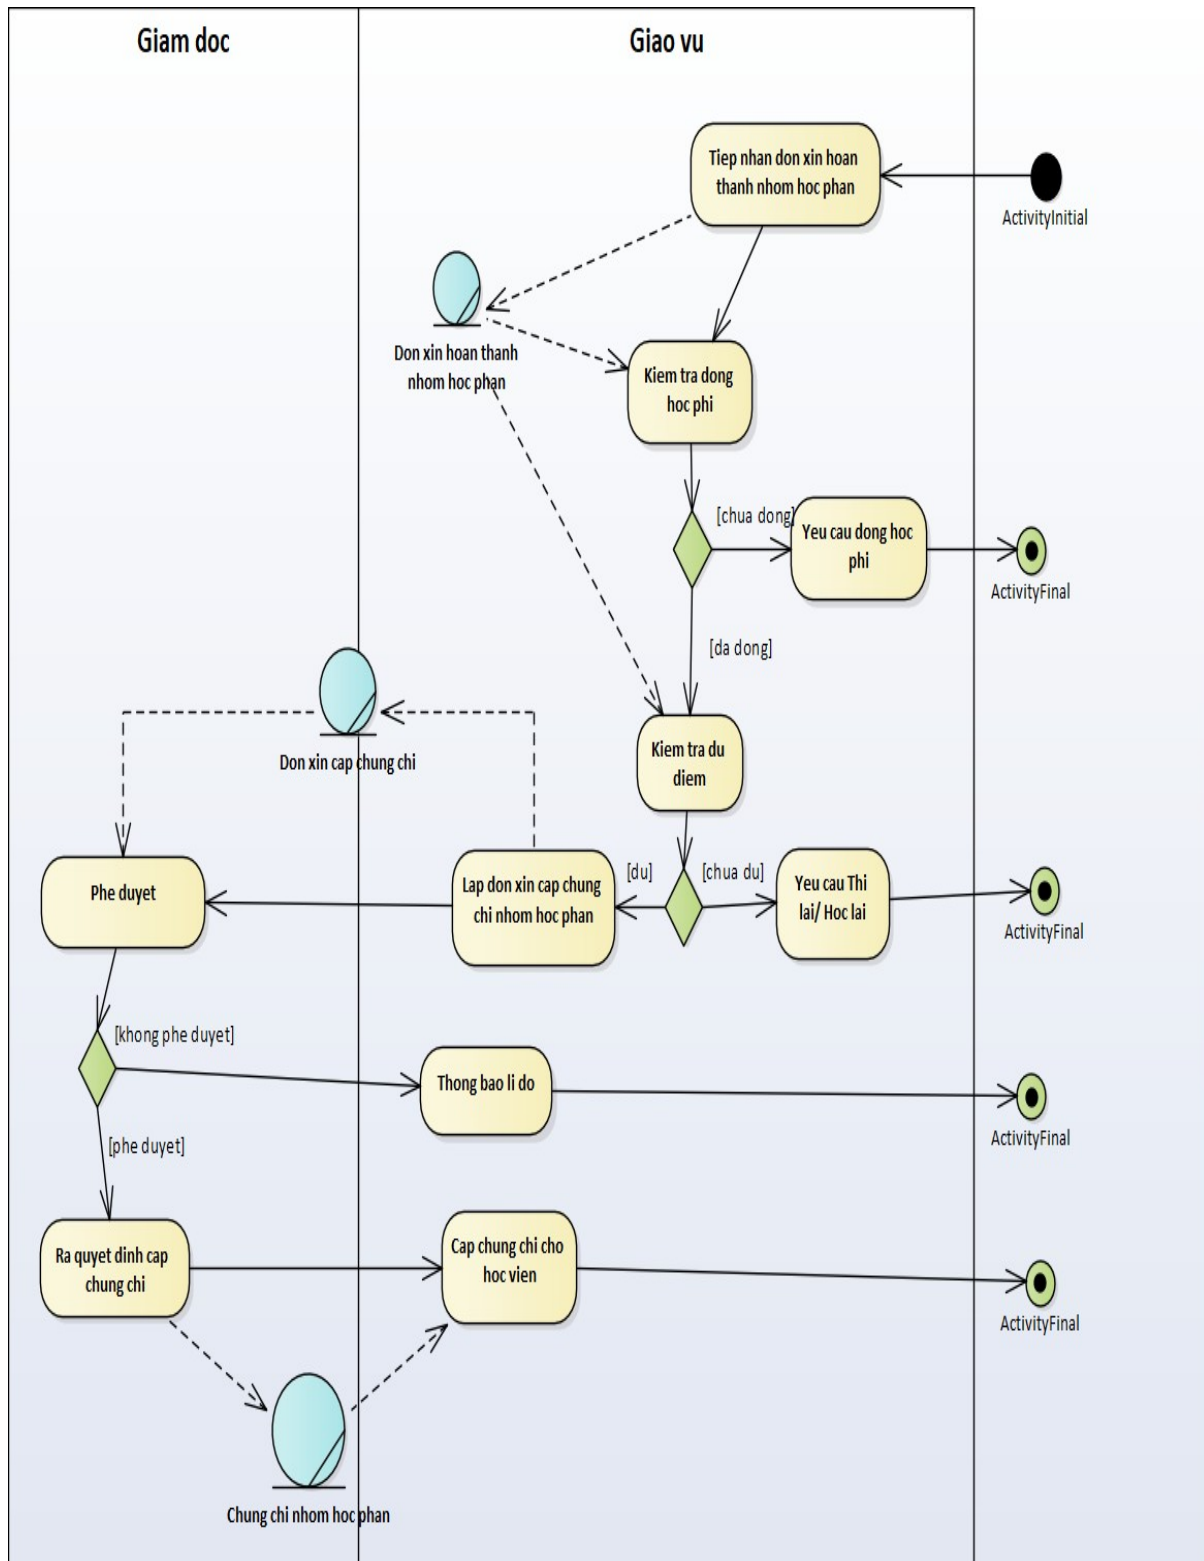 Giam doc
Giao vu
Tiep nhan don xin hoan
thanh nhom hoc phan
ActivityInitial
Don xin hoan thanh
nhom hoc phan
Kiem tra dong
hoc phi
[chua dong]
Yeu cau dong hoc
phi
ActivityFinal
[da dong]
Don xin cap chung chi
Kiem tra du
diem
Phe duyet
Lap don xin cap chung
chi nhom hoc phan
[du]
[chua du]
Yeu cau Thi
lai/ Hoc lai
ActivityFinal
[khong phe duyet]
Thong bao li do
ActivityFinal
[phe duyet]
Ra quyet dinh cap
chung chi
Cap chung chi cho
hoc vien
ActivityFinal
Chung chi nhom hoc phan